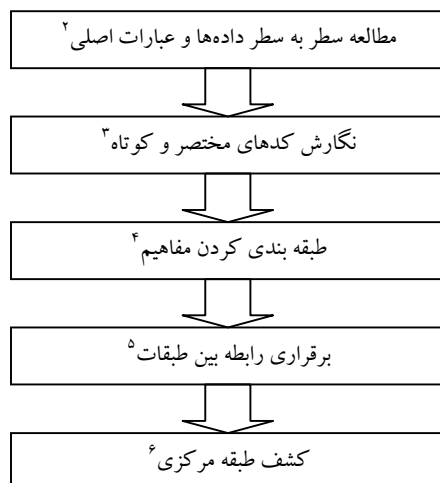 مطالعه سطر به سطر داده‌ها و عبارات اصلی۲
نگارش کدهای مختصر و کوتاه۳
طبقه بندی کردن مفاهیم۴
برقراری رابطه بین طبقات۵
کشف طبقه مرکزی۶